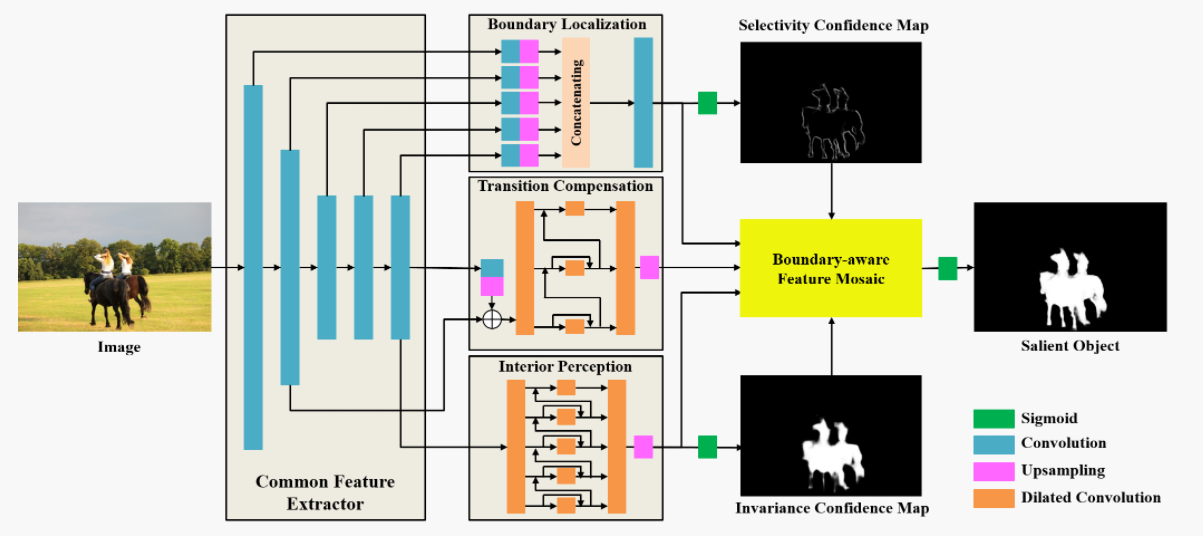 Boundary Localization
Selectivity Confidence Map
Concatenating
Transition Compensation
Boundary-aware
Feature Mosaic
Image
Salient Object
Interior Perception
Common Feature
Extractor
Invariance Confidence Map
Sigmoid
Convolution
Upsampling
Dilated Convolution